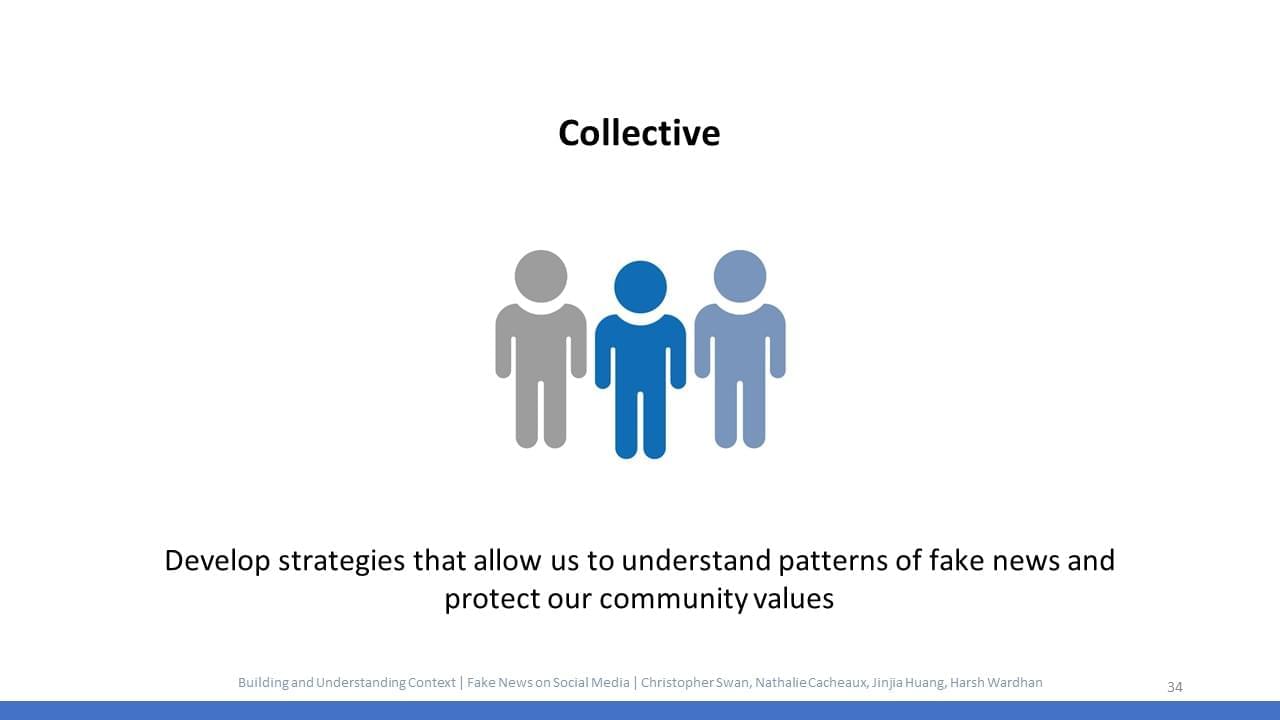 Collective
Develop strategies that allow us to understand patterns of fake news and
protect our community values
Building and Understanding Context | Fake News on Social Media | Christopher Swan, Nathalie Cacheaux, Jinjia Huang, Harsh Wardhan
34